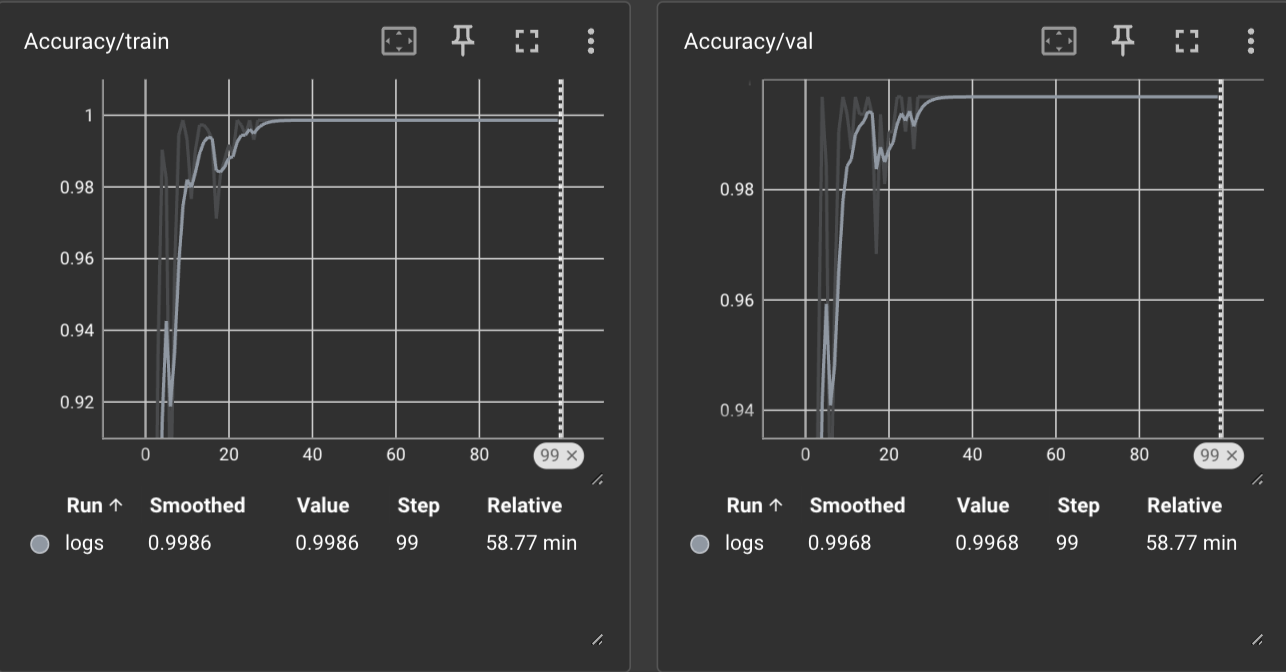 Accuracy/train
1
0.98
0.96
0.94
0.92
0 20 40 60 80 99 ×
Run ↑ Smoothed Value Step Relative
logs 0.9986 0.9986 99 58.77 min
Accuracy/val
0.98
0.96
0.94
0 20 40 60 80 99 ×
Run ↑ Smoothed Value Step Relative
logs 0.9968 0.9968 99 58.77 min